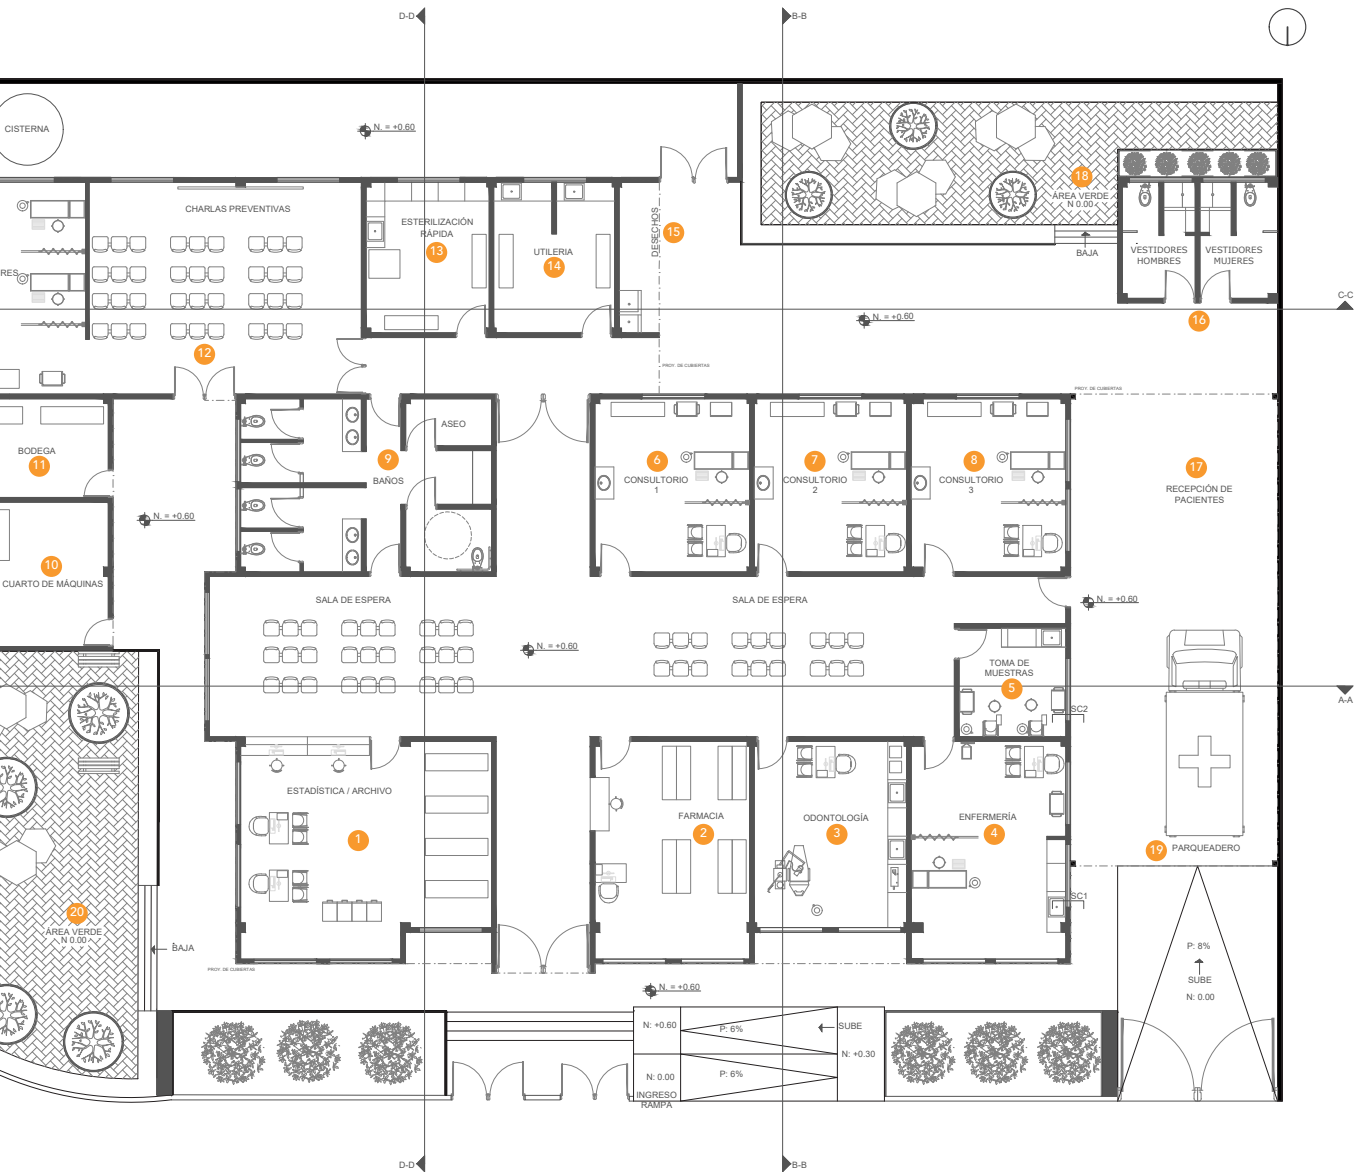 D-D
B-B
CISTERNA
N. = +0.60
CHARLAS PREVENTIVAS
ESTERILIZACIÓN
RÁPIDA
13
UTILERIA
14
DESECHOS
15
18
ÁREA VERDE
N 0.00
BAJA
VESTIDORES
HOMBRES
VESTIDORES
MUJERES
16
RES
C-C
N. = +0.60
12
PROY. DE CUBIERTAS
PROY. DE CUBIERTAS
BODEGA
11
9
BAÑOS
ASEO
6
CONSULTORIO
1
7
CONSULTORIO
2
8
CONSULTORIO
3
17
RECEPCIÓN DE
PACIENTES
N. = +0.60
10
CUARTO DE MÁQUINAS
SALA DE ESPERA
SALA DE ESPERA
N. = +0.60
N. = +0.60
TOMA DE
MUESTRAS
5
SC2
A-A
ESTADÍSTICA / ARCHIVO
1
FARMACIA
2
ODONTOLOGÍA
3
ENFERMERÍA
4
19
PARQUEADERO
SC1
20
ÁREA VERDE
N 0.00
BAJA
PROY. DE CUBIERTAS
N. = +0.60
P: 8%
SUBE
N: 0.00
N: +0.60
P: 6%
SUBE
N: +0.30
N: 0.00
P: 6%
INGRESO
RAMPA
D-D
B-B